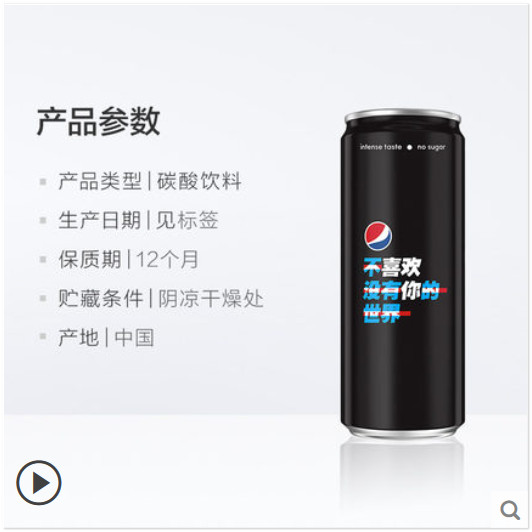 产品参数
产品类型|碳酸饮料
生产日期|见标签
保质期|12个月
贮藏条件|阴凉干燥处
产地|中国
intense taste ● no sugar
不喜欢
没有你的
世界